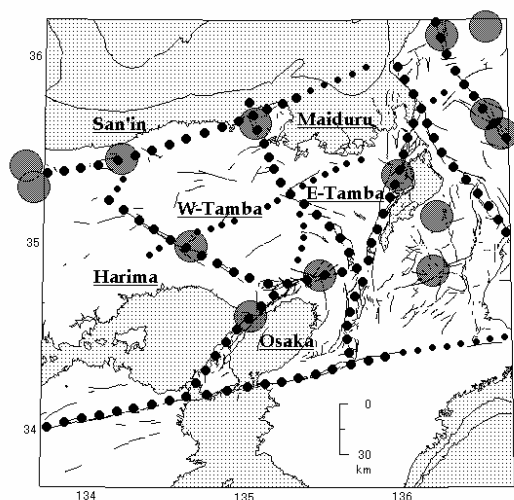 36
San'in
Maiduru
W-Tamba
E-Tamba
35
Harima
Osaka
34
0
30
km
134
135
136